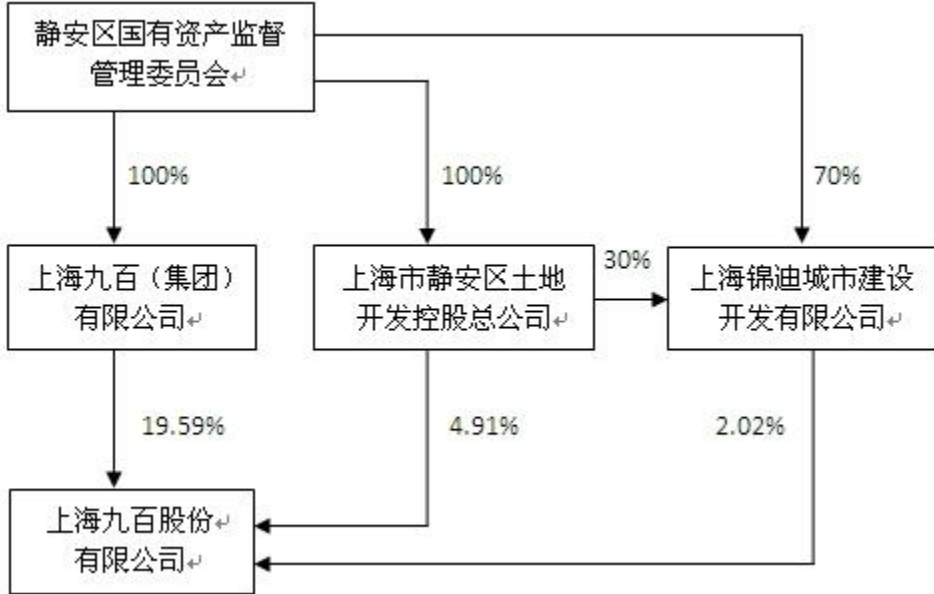 静安区国有资产监督
管理委员会↵
100%
100%
70%
上海九百（集团）
有限公司↵
上海市静安区土地
开发控股总公司↵
30%
上海锦迪城市建设
开发有限公司↵
19.59%
4.91%
2.02%
上海九百股份↵
有限公司↵